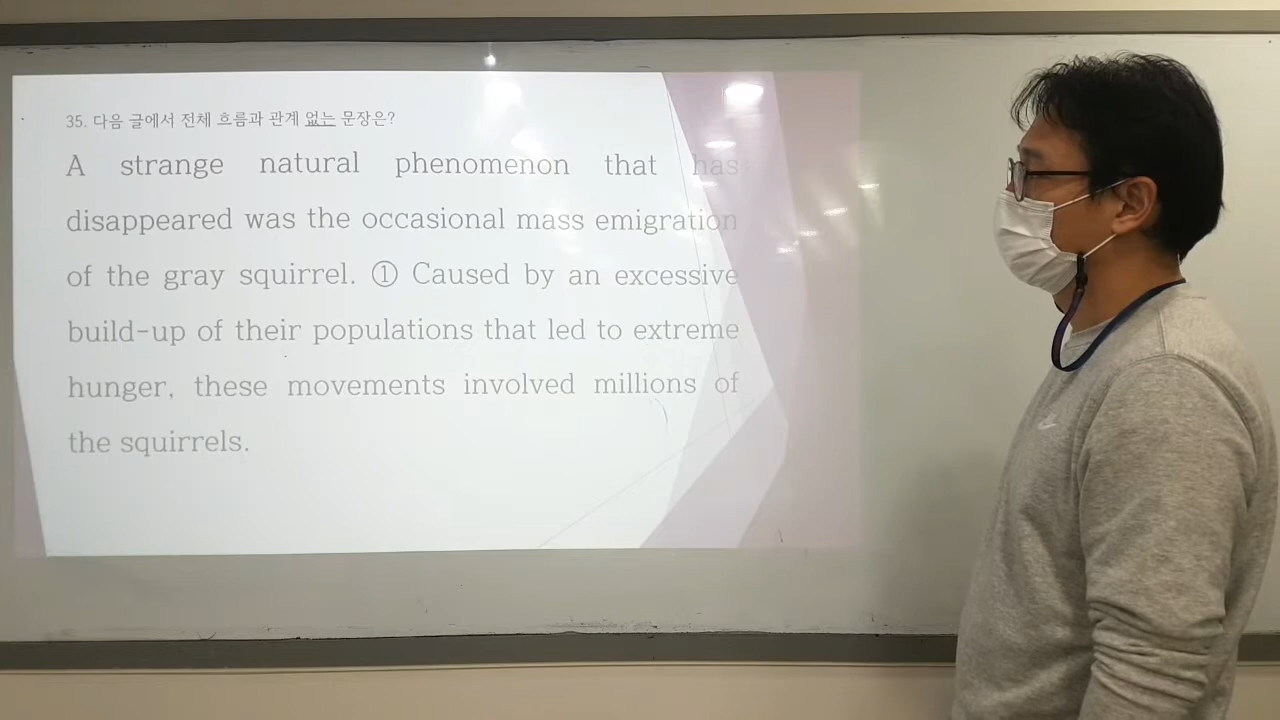 35. 다음 글에서 전체 흐름과 관계 없는 문장은?
A strange natural phenomenon that has
disappeared was the occasional mass emigration
of the gray squirrel. ① Caused by an excessive
build-up of their populations that led to extreme
hunger, these movements involved millions of
the squirrels.